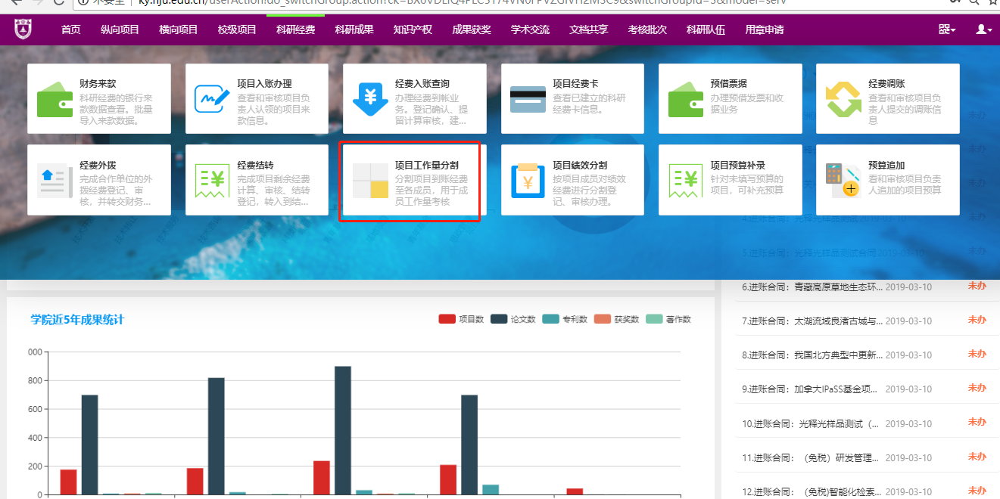 不安全 ky.nju.edu.cn/userAction!do_switchGroup.action?
首页 纵向项目 横向项目 校级项目 科研经费 科研成果 知识产权 成果获奖 学术交流 文档共享 考核批次 科研队伍 用章申请
财务来款
科研经费的银行来
款数据查看。批量
导入来款数据。
项目入账办理
查看和审核项目负
责人认领的项目来
款信息。
经费入账查询
办理经费到帐业
务。登记确认、提
留计算审核，建...
项目经费卡
查看已建立的科研
经费卡信息。
预借票据
办理预借发票和收
据业务
经费调账
查看和审核项目负
责人提交的调账信
息
未办
经费外拨
完成合作单位的外
拨经费登记、审
核，并转交财务...
经费结转
完成项目剩余经费
计算、审核、结转
登记，转入到结...
项目工作量分割
分割项目到账经费
至各成员，用于成
员工作量考核
项目绩效分割
按项目成员对绩效
经费进行分割登
记、审核办理。
项目预算补录
针对未填写预算的
项目，可补充预算
预算追加
看和审核项目负责
人追加的项目预算
未办
未办
4.进账合同：光释光样品测试 2019-03-10 未办
5.进账合同：光释光样品测试合同 2019-03-10 未办
6.进账合同：青藏高原草地生态环... 2019-03-10 未办
7.进账合同：太湖流域良渚古城与... 2019-03-10 未办
8.进账合同：我国北方典型中更新... 2019-03-10 未办
9.进账合同：加拿大IPaSS基金项... 2019-03-10 未办
10.进账合同：光释光样品测试（... 2019-03-10 未办
11.进账合同：（免税）研发管理... 2019-03-10 未办
12.进账合同：（免税)智能化检索... 2019-03-10 未办
学院近5年成果统计
项目数 论文数 专利数 获奖数 著作数
000
800
600
400
200
0